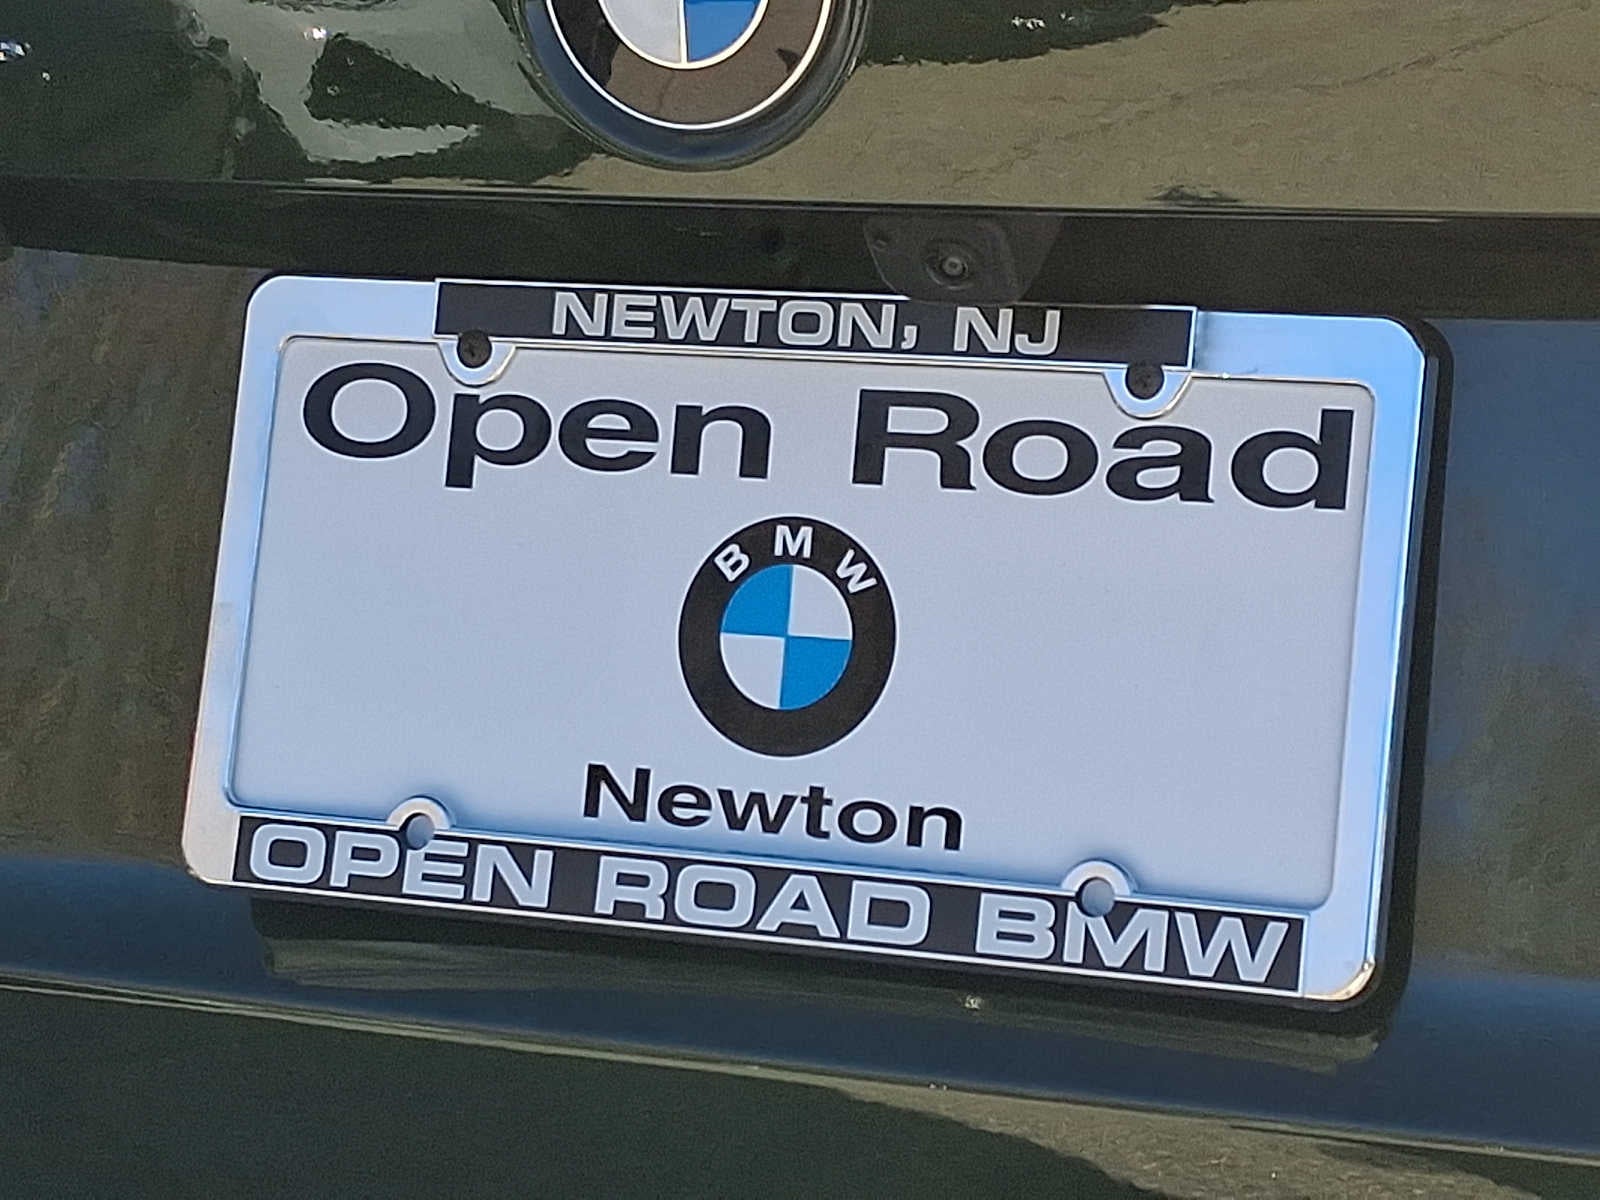 NEWTON, NJ
Open Road
BMW
Newton
OPEN ROAD BMW